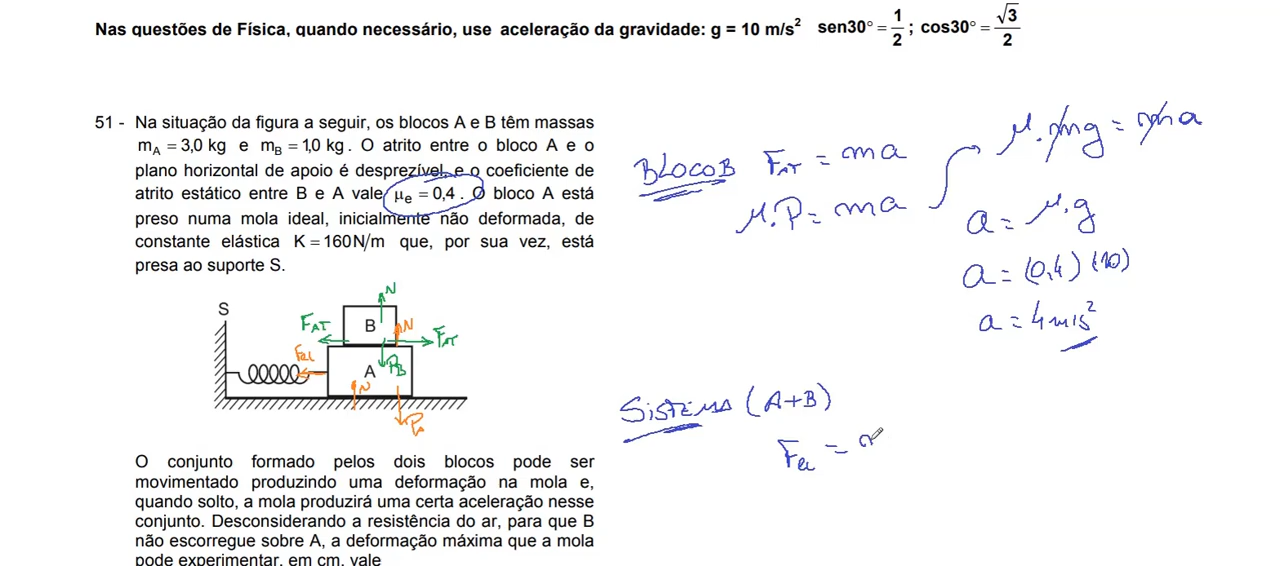 Nas questões de Física, quando necessário, use aceleração da gravidade: g = 10 m/s² sen30° = 1/2 ; cos30° = √3/2
51 - Na situação da figura a seguir, os blocos A e B têm massas
mA = 3,0 kg e mB = 1,0 kg. O atrito entre o bloco A e o
plano horizontal de apoio é desprezível e o coeficiente de
atrito estático entre B e A vale μe = 0,4. O bloco A está
preso numa mola ideal, inicialmente não deformada, de
constante elástica K = 160 N/m que, por sua vez, está
presa ao suporte S.
S
N
FAT
B
N
FAT
Fel
A
PB
N
P
O conjunto formado pelos dois blocos pode ser
movimentado produzindo uma deformação na mola e,
quando solto, a mola produzirá uma certa aceleração nesse
conjunto. Desconsiderando a resistência do ar, para que B
não escorregue sobre A, a deformação máxima que a mola
pode experimentar, em cm, vale
BLOCO B FAT = ma
μ.P = ma
μ.mg = ma
a = μ.g
a = (0,4)(10)
a = 4 m/s²
SISTEMA (A+B)
Fel =